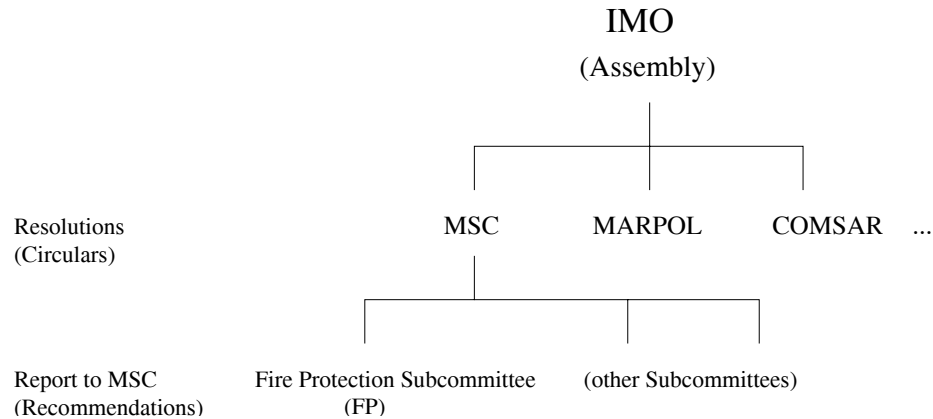 IMO
(Assembly)
Resolutions MSC MARPOL COMSAR ...
(Circulars)
Report to MSC Fire Protection Subcommittee (other Subcommittees)
(Recommendations) (FP)